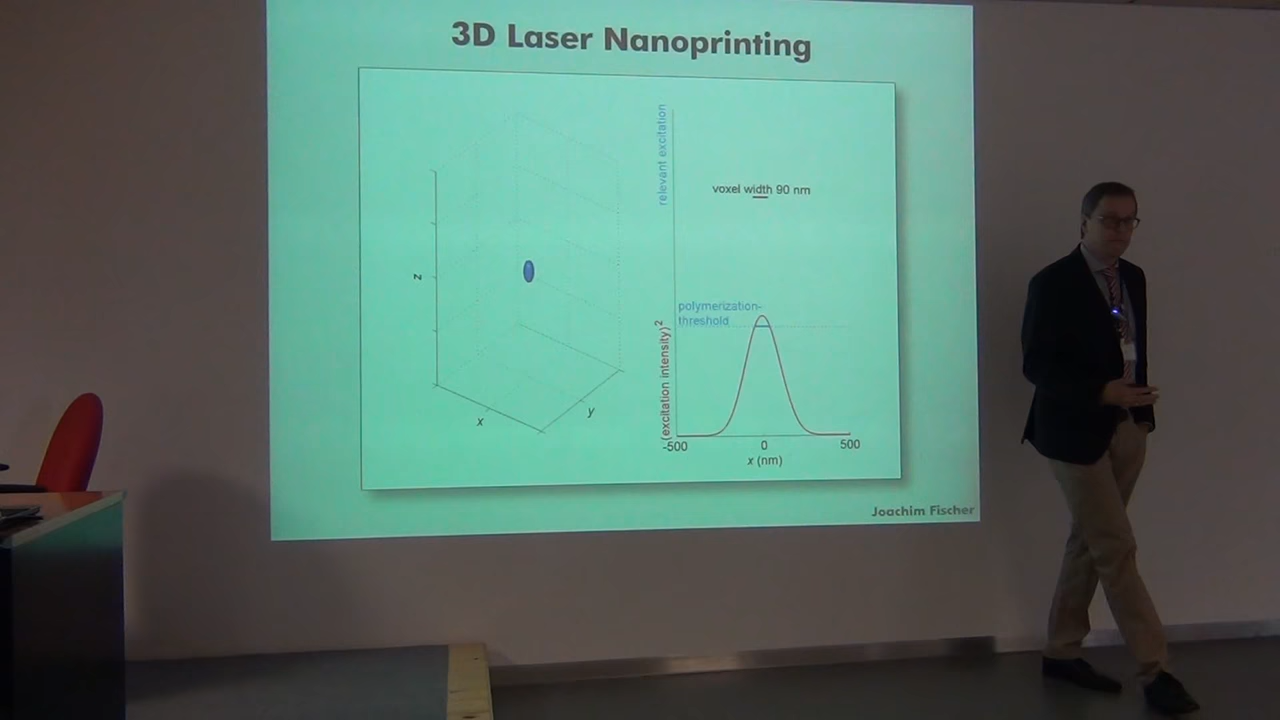 3D Laser Nanoprinting
relevant excitation
voxel width 90 nm
polymerization-
threshold
(excitation intensity)²
z
x
y
-500
0
500
x (nm)
Joachim Fischer